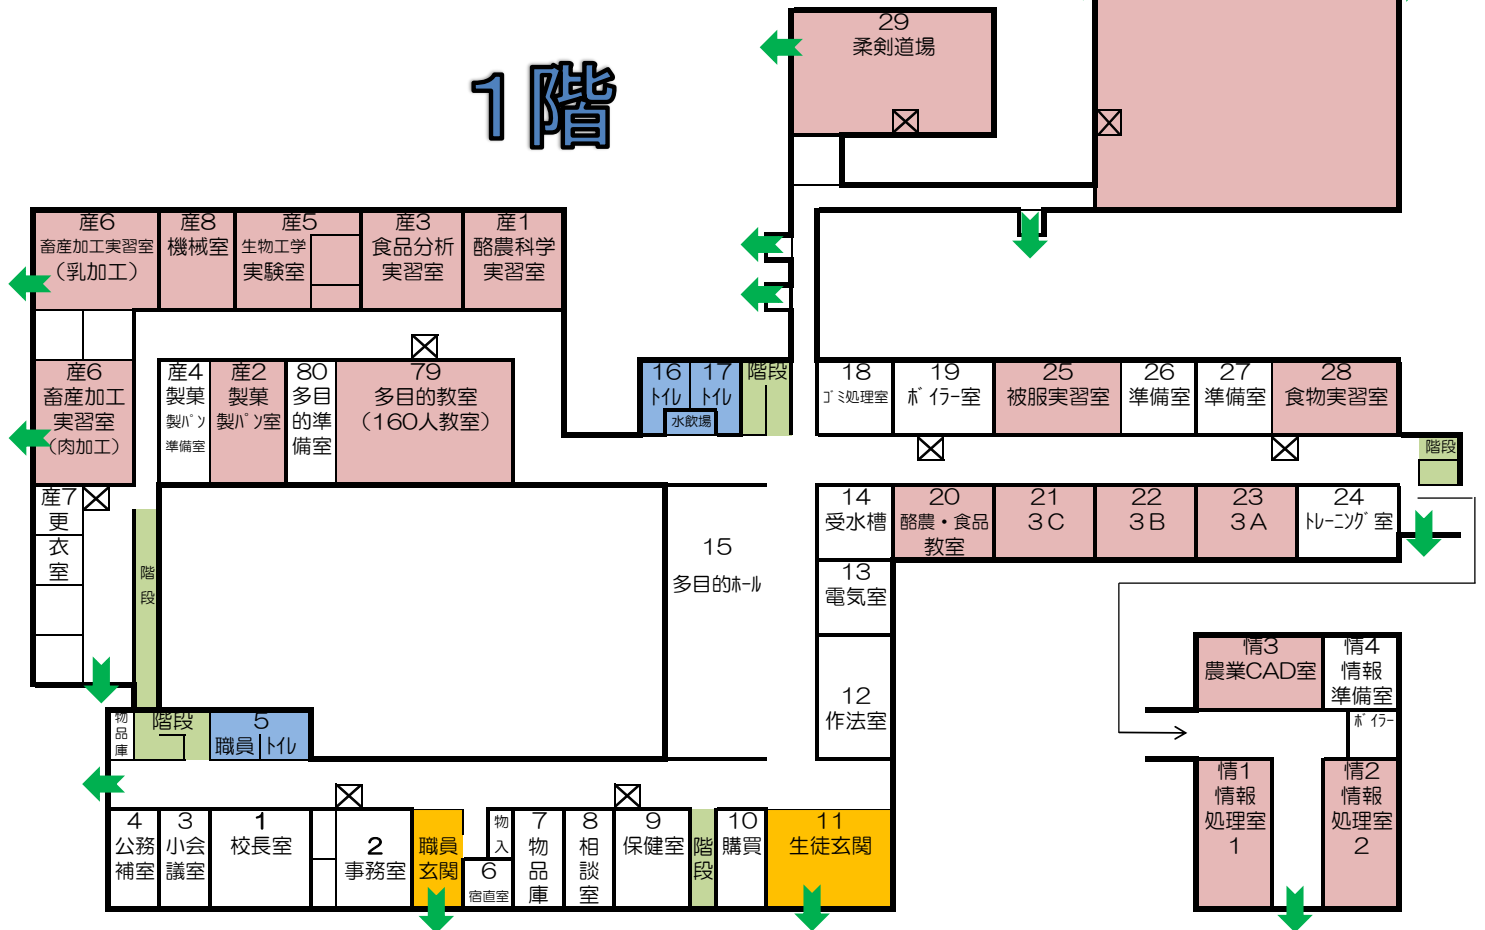 1階
29
柔剣道場
産6
畜産加工実習室
（乳加工）
産8
機械室
産5
生物工学
実験室
産3
食品分析
実習室
産1
酪農科学
実習室
産6
畜産加工
実習室
（肉加工）
産4
製菓
製ﾊﾟﾝ
準備室
産2
製菓
製ﾊﾟﾝ室
80
多目
的準
備室
79
多目的教室
（160人教室）
16
ﾄｲﾚ
17
ﾄｲﾚ
水飲場
階段
18
ｺﾞﾐ処理室
19
ﾎﾞｲﾗｰ室
25
被服実習室
26
準備室
27
準備室
28
食物実習室
階段
産7
更
衣
室
階
段
15
多目的ﾎｰﾙ
14
受水槽
20
酪農・食品
教室
21
3C
22
3B
23
3A
24
ﾄﾚｰﾆﾝｸﾞ室
13
電気室
12
作法室
情3
農業CAD室
情4
情報
準備室
ﾎﾞｲﾗｰ
物
品
庫
階段
5
職員
ﾄｲﾚ
情1
情報
処理室
1
情2
情報
処理室
2
4
公務
補室
3
小会
議室
1
校長室
2
事務室
職員
玄関
物
入
6
宿直室
7
物
品
庫
8
相
談
室
9
保健室
階
段
10
購買
11
生徒玄関